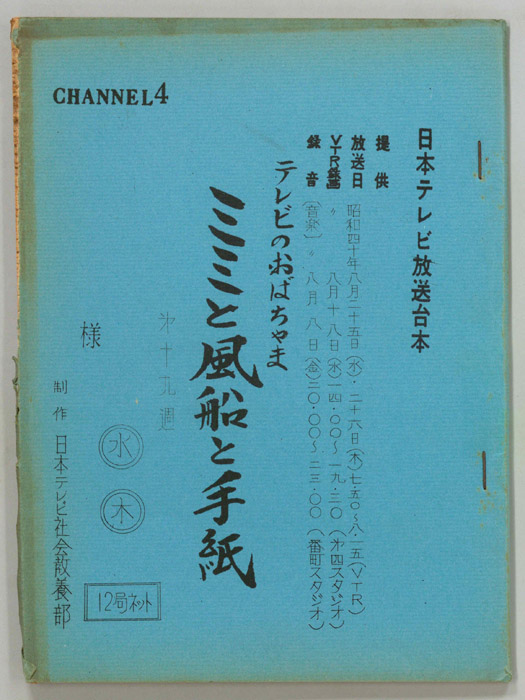 CHANNEL4
日本テレビ放送台本
提供
放送日 昭和四十年八月二十五日(水)・二十六日(木)七・五〇~八・一五(VTR)
VTR録画 〃 八月十八日(水)一四・〇〇~一九・三〇(第四スタジオ)
録音(音楽) 〃 八月八日(金)二〇・〇〇~二三・〇〇(番町スタジオ)
テレビのおばちゃま
ミミと風船と手紙
第十九週
水
木
12局ネット
様
制作 日本テレビ社会教養部